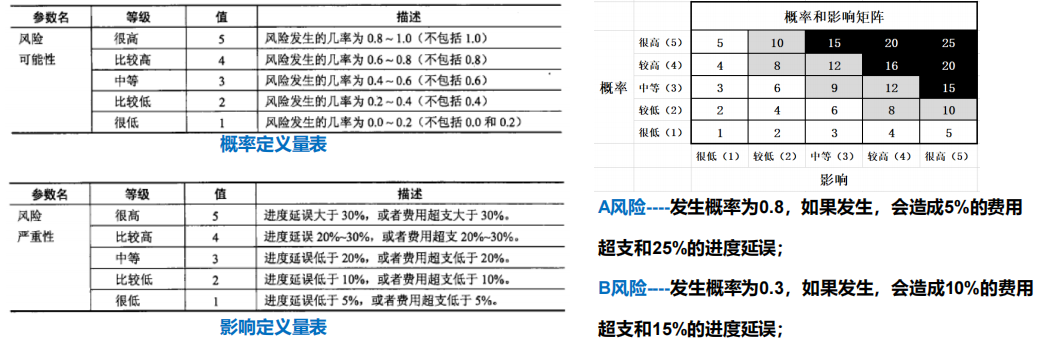 参数名 等级 值 描述
风险 很高 5 风险发生的几率为 0.8～1.0（不包括 1.0）
可能性 比较高 4 风险发生的几率为 0.6～0.8（不包括 0.8）
中等 3 风险发生的几率为 0.4～0.6（不包括 0.6）
比较低 2 风险发生的几率为 0.2～0.4（不包括 0.4）
很低 1 风险发生的几率为 0.0～0.2（不包括 0.0 和 0.2）
概率定义量表
参数名 等级 值 描述
风险 很高 5 进度延误大于 30%，或者费用超支大于 30%。
严重性 比较高 4 进度延误 20%~30%，或者费用超支 20%~30%。
中等 3 进度延误低于 20%，或者费用超支低于 20%。
比较低 2 进度延误低于 10%，或者费用超支低于 10%。
很低 1 进度延误低于 5%，或者费用超支低于 5%。
影响定义量表
概率和影响矩阵
很高（5） 5 10 15 20 25
较高（4） 4 8 12 16 20
概率 中等（3） 3 6 9 12 15
较低（2） 2 4 6 8 10
很低（1） 1 2 3 4 5
很低（1） 较低（2） 中等（3） 较高（4） 很高（5）
影响
A风险----发生概率为0.8，如果发生，会造成5%的费用
超支和25%的进度延误；
B风险----发生概率为0.3，如果发生，会造成10%的费用
超支和15%的进度延误；